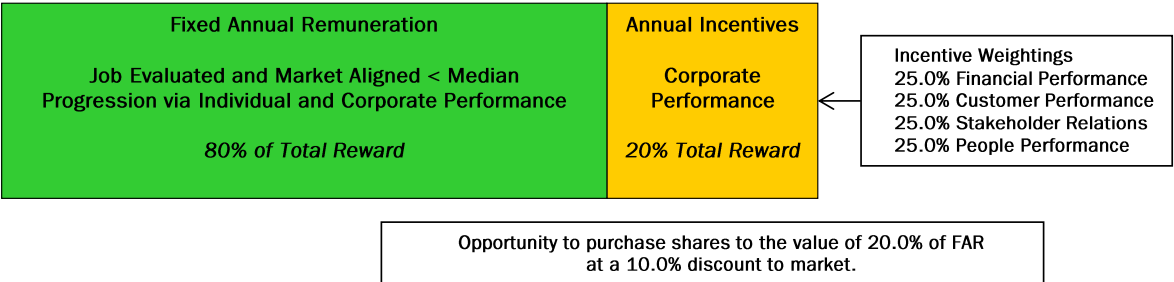 Fixed Annual Remuneration
Job Evaluated and Market Aligned < Median
Progression via Individual and Corporate Performance
80% of Total Reward
Annual Incentives
Corporate
Performance
20% Total Reward
Incentive Weightings
25.0% Financial Performance
25.0% Customer Performance
25.0% Stakeholder Relations
25.0% People Performance
Opportunity to purchase shares to the value of 20.0% of FAR
at a 10.0% discount to market.